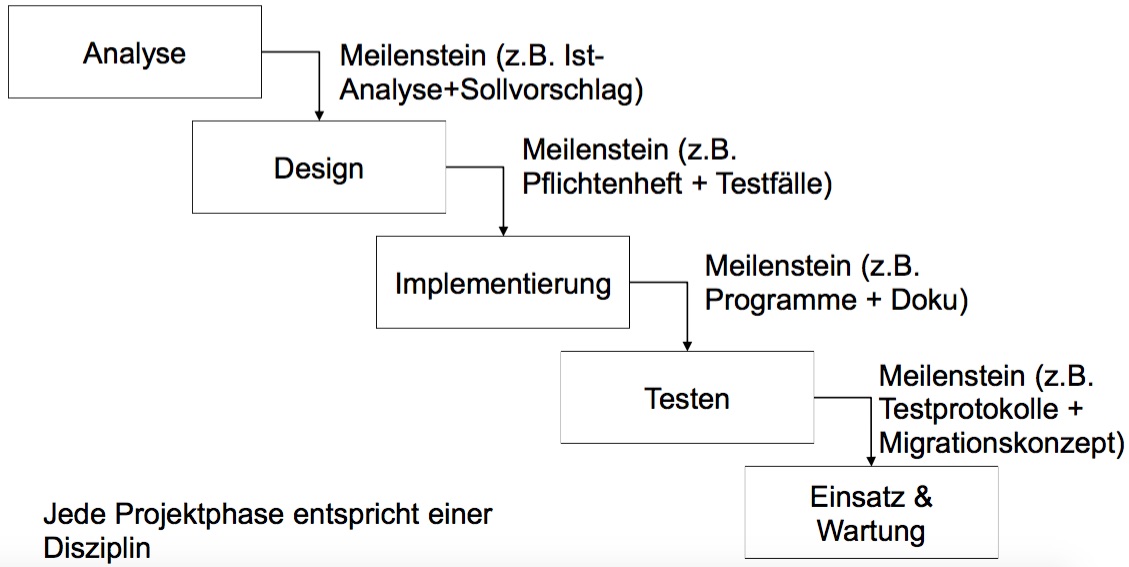 Analyse
Meilenstein (z.B. Ist-
Analyse+Sollvorschlag)
Design
Meilenstein (z.B.
Pflichtenheft + Testfälle)
Implementierung
Meilenstein (z.B.
Programme + Doku)
Testen
Meilenstein (z.B.
Testprotokolle +
Migrationskonzept)
Einsatz &
Wartung
Jede Projektphase entspricht einer
Disziplin